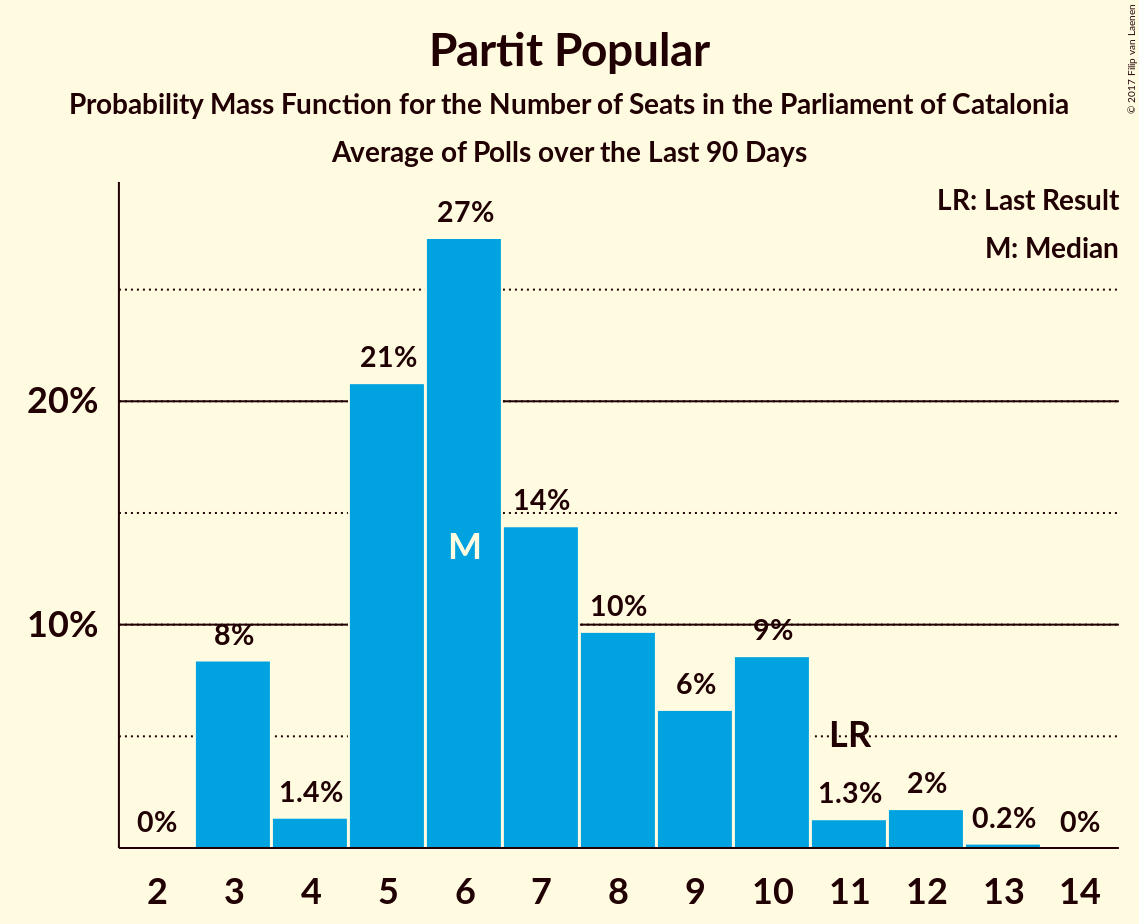 Partit Popular
Probability Mass Function for the Number of Seats in the Parliament of Catalonia
Average of Polls over the Last 90 Days
© 2017 Filip van Laenen
LR: Last Result
M: Median
27%
21%
20%
14%
M
10%
10%
8%
9%
6%
LR
1.4%
1.3%
2%
0%
0.2%
0%
2 3 4 5 6 7 8 9 10 11 12 13 14